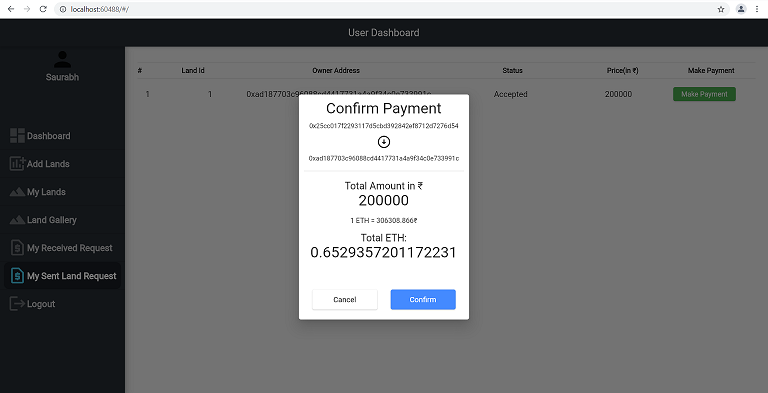 localhost:60488/#/
User Dashboard
Saurabh
Dashboard
Add Lands
My Lands
Land Gallery
My Received Request
My Sent Land Request
Logout
# Land Id Owner Address Status Price(in ₹) Make Payment
1 1 0xad187703c96088cd4417731a4a9f34c0e733991c Accepted 200000 Make Payment
Confirm Payment
0x25cc017f2293117d5cbd392842ef8712d7276d54
0xad187703c96088cd4417731a4a9f34c0e733991c
Total Amount in ₹
200000
1 ETH = 306308.866₹
Total ETH:
0.6529357201172231
Cancel Confirm